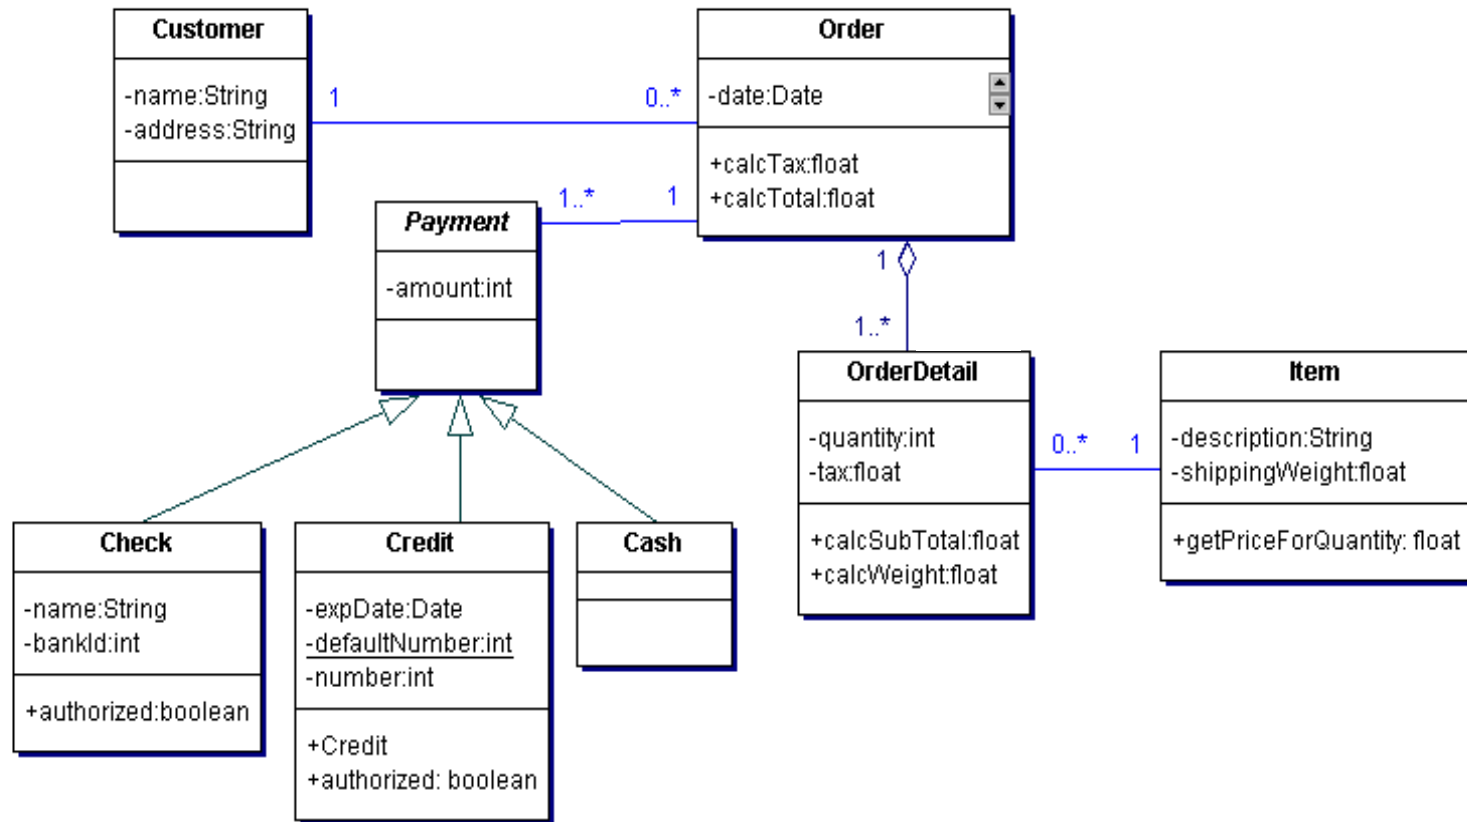 Customer
-name:String
-address:String
1
0..*
Order
-date:Date
+calcTax:float
+calcTotal:float
1..*
1
Payment
-amount:int
1
1..*
OrderDetail
-quantity:int
-tax:float
+calcSubTotal:float
+calcWeight:float
0..*
1
Item
-description:String
-shippingWeight:float
+getPriceForQuantity: float
Check
-name:String
-bankId:int
+authorized:boolean
Credit
-expDate:Date
-defaultNumber:int
-number:int
+Credit
+authorized: boolean
Cash